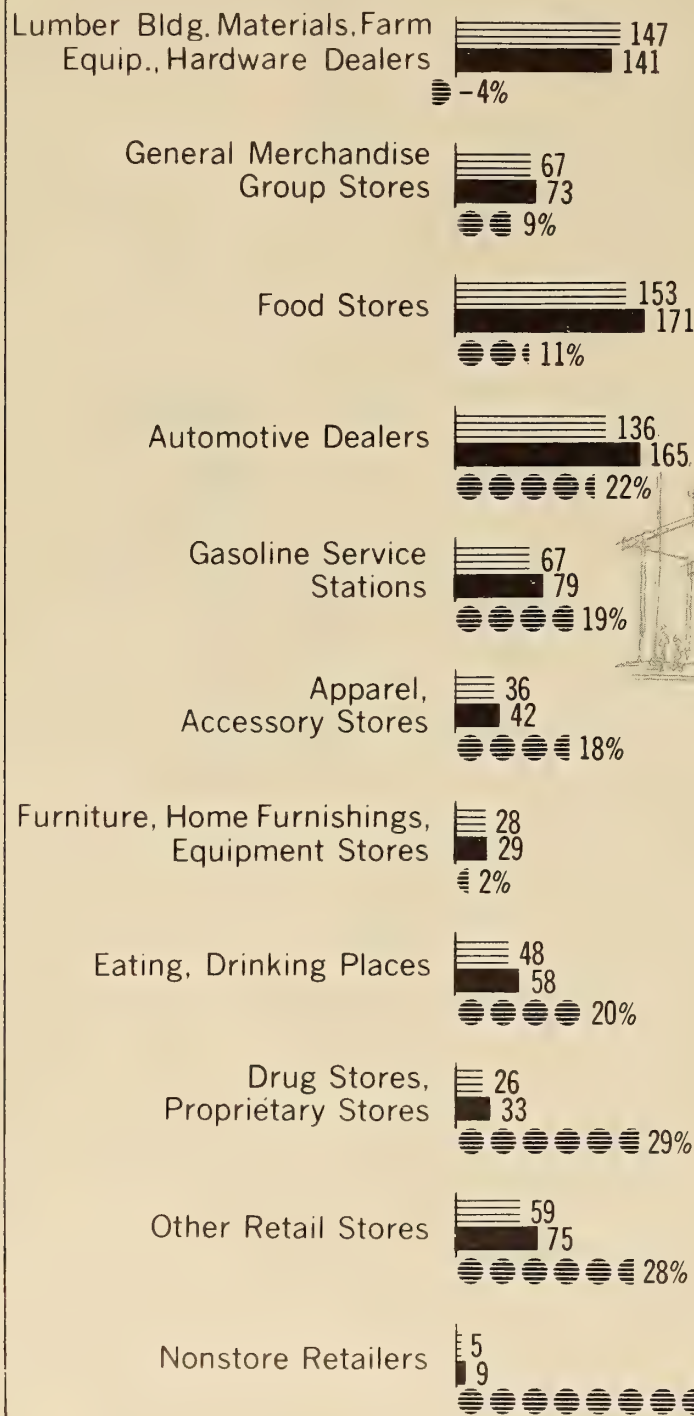 Lumber Bldg. Materials, Farm
Equip., Hardware Dealers
147
141
-4%
General Merchandise
Group Stores
67
73
9%
Food Stores
153
171
11%
Automotive Dealers
136
165
22%
Gasoline Service
Stations
67
79
19%
Apparel,
Accessory Stores
36
42
18%
Furniture, Home Furnishings,
Equipment Stores
28
29
2%
Eating, Drinking Places
48
58
20%
Drug Stores,
Proprietary Stores
26
33
29%
Other Retail Stores
59
75
28%
Nonstore Retailers
5
9